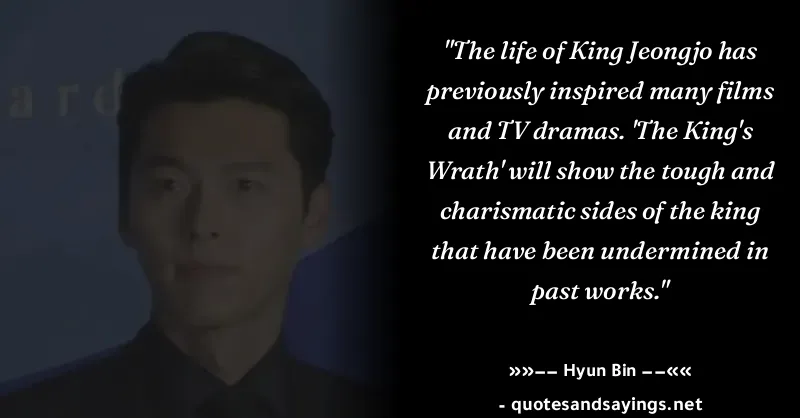 ard
"The life of King Jeongjo has
previously inspired many films
and TV dramas. 'The King's
Wrath' will show the tough and
charismatic sides of the king
that have been undermined in
past works."
»»−− Hyun Bin −−««
- quotesandsayings.net